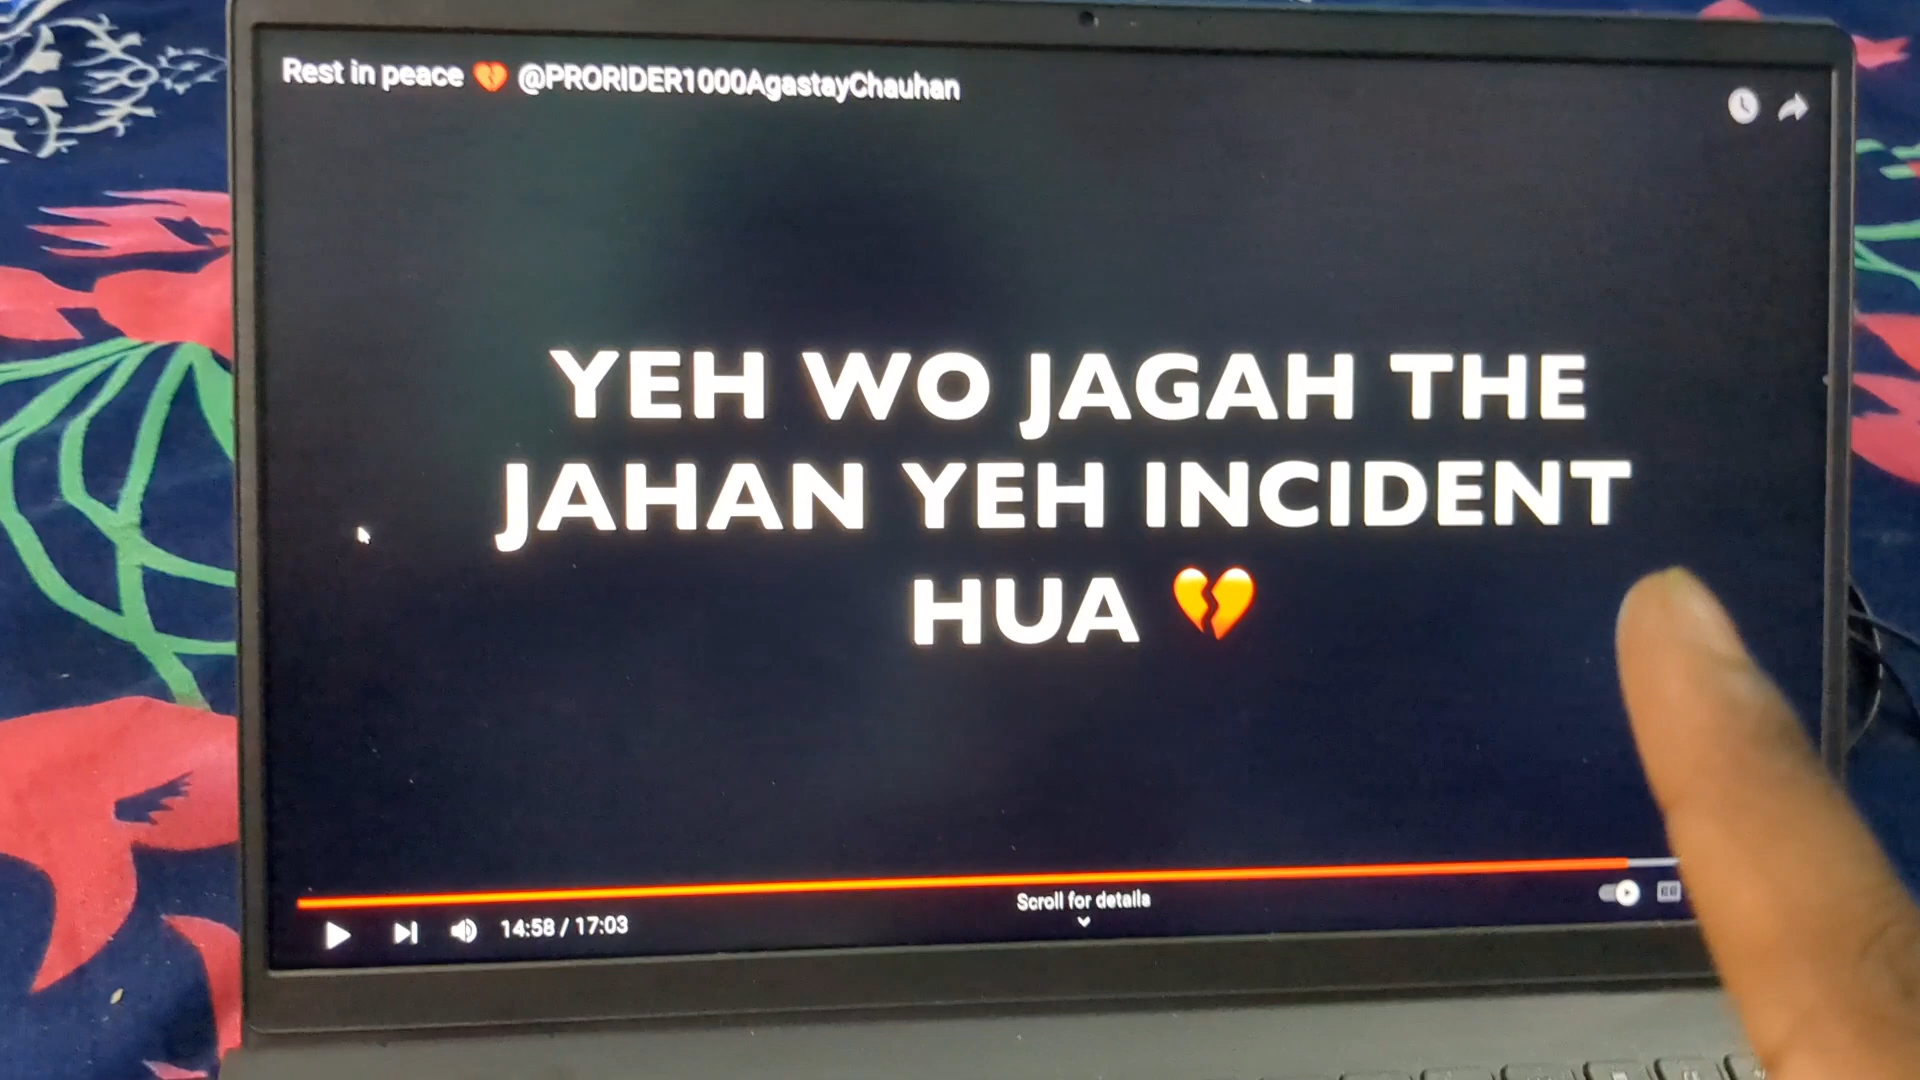 Rest in peace 💔 @PRORIDER1000AgastayChauhan
YEH WO JAGAH THE
JAHAN YEH INCIDENT
HUA 💔
Scroll for details
14:58 / 17:03